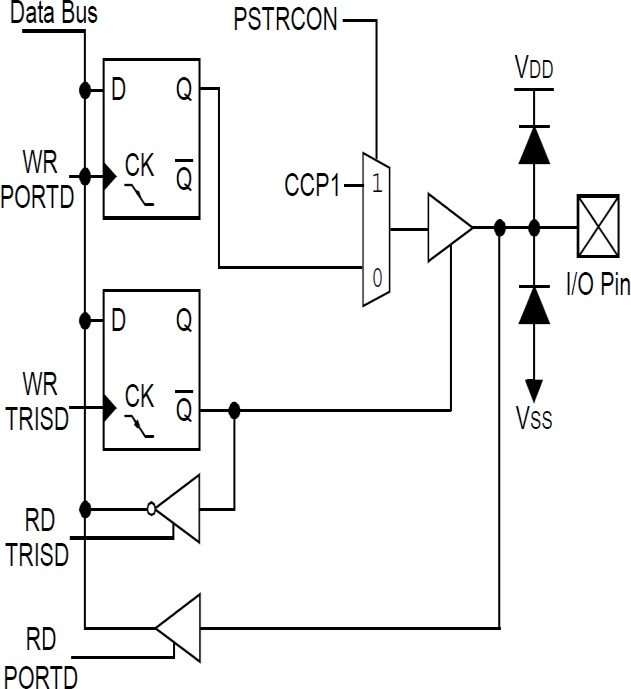 Data Bus
PSTRCON
VDD
D Q
CK
Q
WR
PORTD
CCP1
1
0
I/O Pin
D Q
CK
Q
WR
TRISD
VSS
RD
TRISD
RD
PORTD